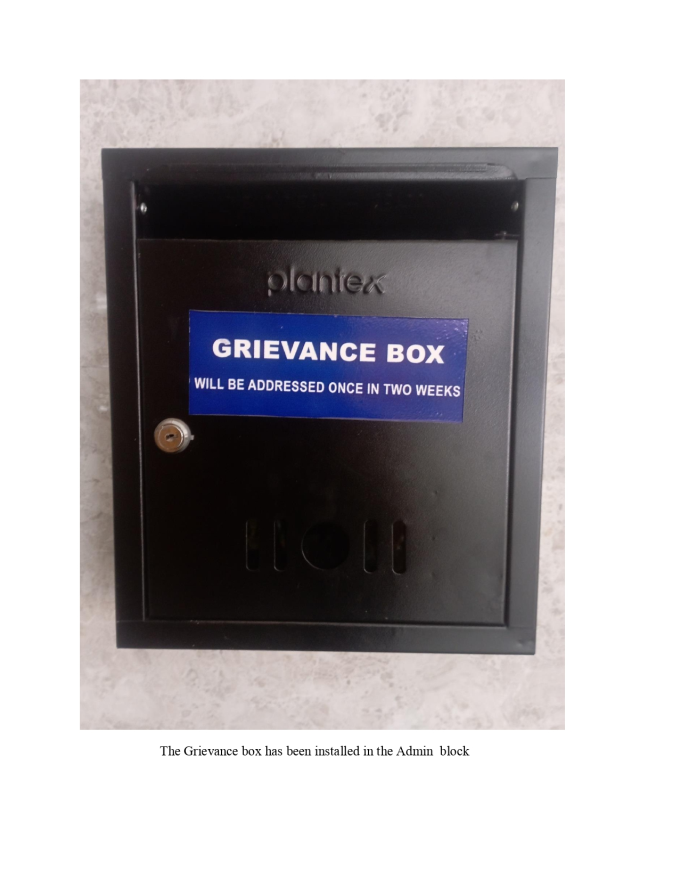 plantex
GRIEVANCE BOX
WILL BE ADDRESSED ONCE IN TWO WEEKS
The Grievance box has been installed in the Admin block